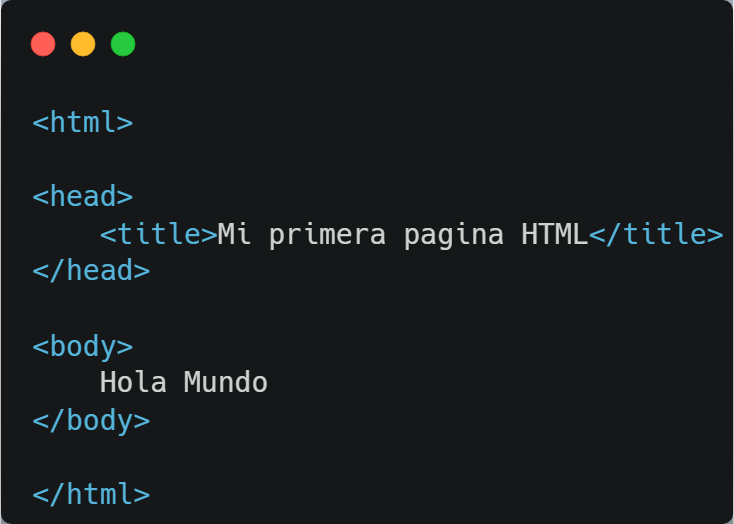 <html>
<head>
<title>Mi primera pagina HTML</title>
</head>
<body>
Hola Mundo
</body>
</html>